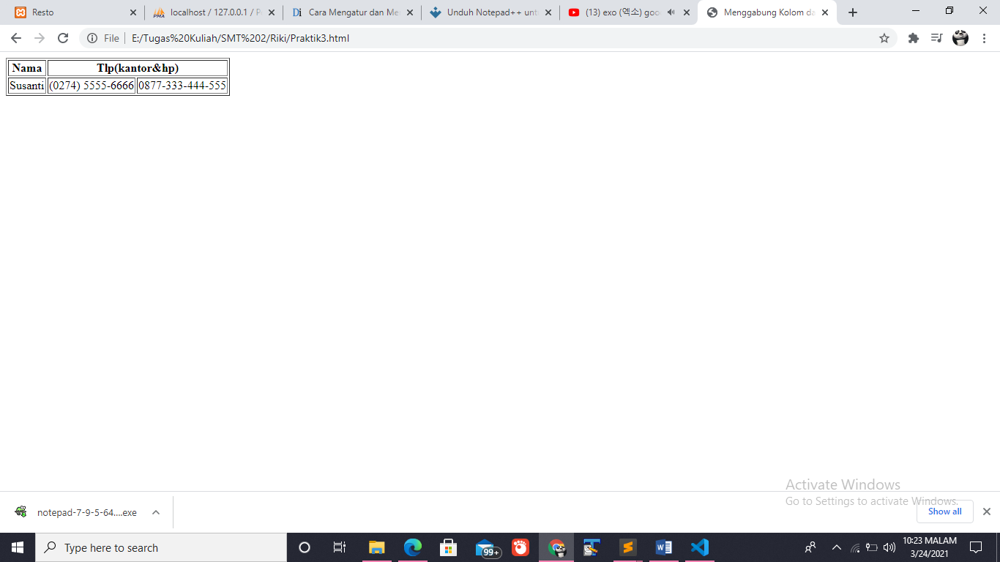 Resto
localhost / 127.0.0.1 / P
Cara Mengatur dan Me
Unduh Notepad++ unt
(13) exo (엑소) goo
Menggabung Kolom da
File
E:/Tugas%20Kuliah/SMT%202/Riki/Praktik3.html
Nama Tlp(kantor&hp)
Susanti (0274) 5555-6666 0877-333-444-555
Activate Windows
Go to Settings to activate Windows.
notepad-7-9-5-64....exe
Show all
Type here to search
99+
10:23 MALAM
3/24/2021